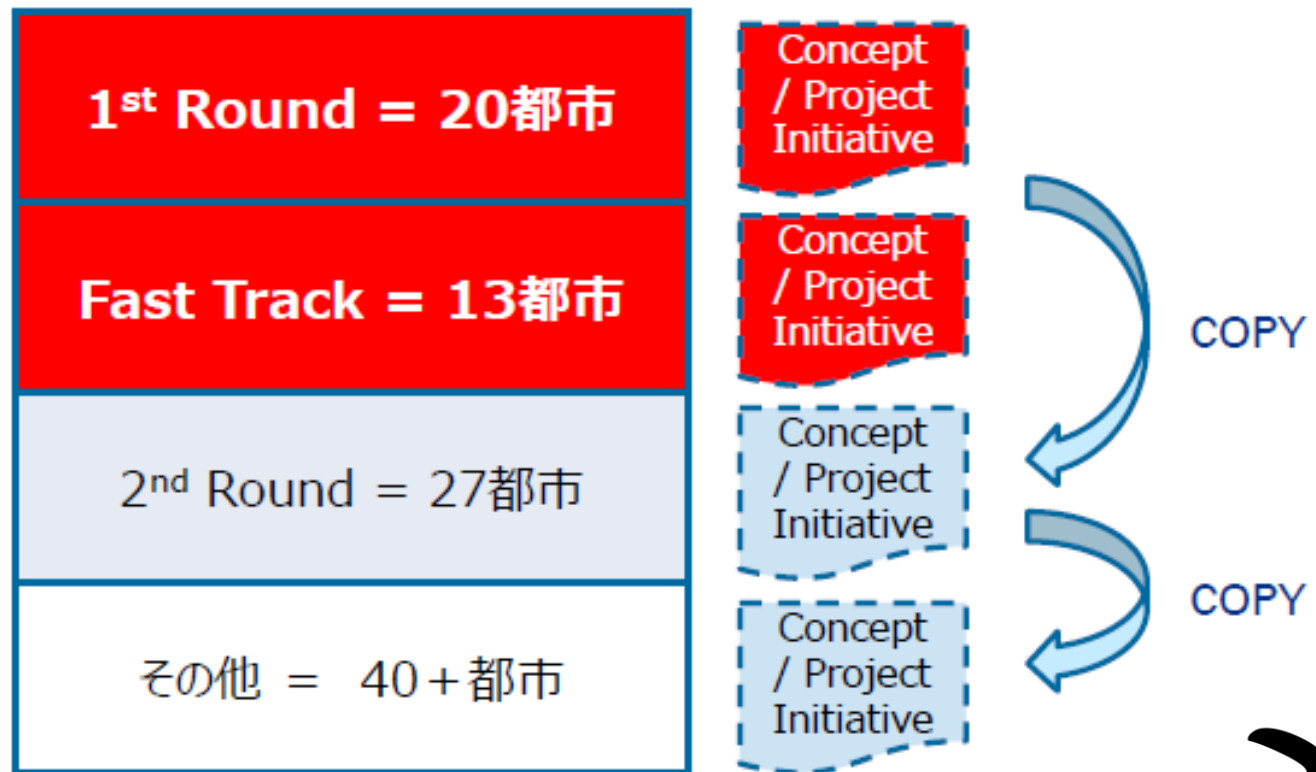 1st Round = 20都市
Concept
/ Project
Initiative
Fast Track = 13都市
Concept
/ Project
Initiative
COPY
2nd Round = 27都市
Concept
/ Project
Initiative
COPY
その他 = 40+都市
Concept
/ Project
Initiative